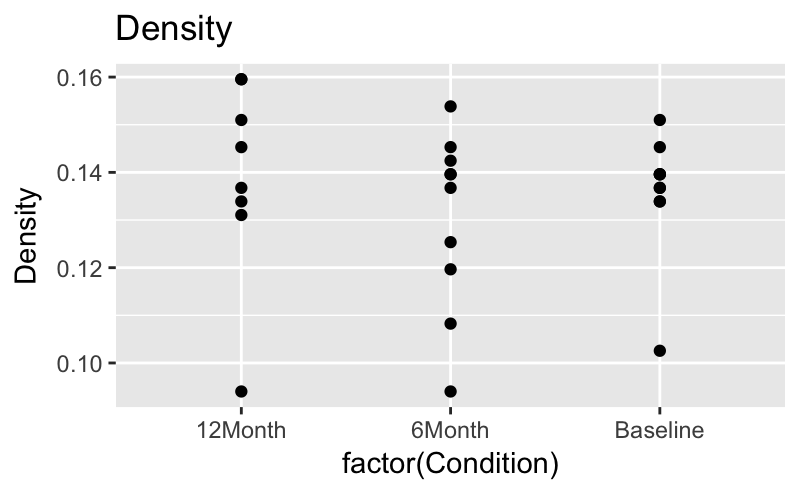 Density
0.16
0.14
0.12
0.10
Density
12Month 6Month Baseline
factor(Condition)